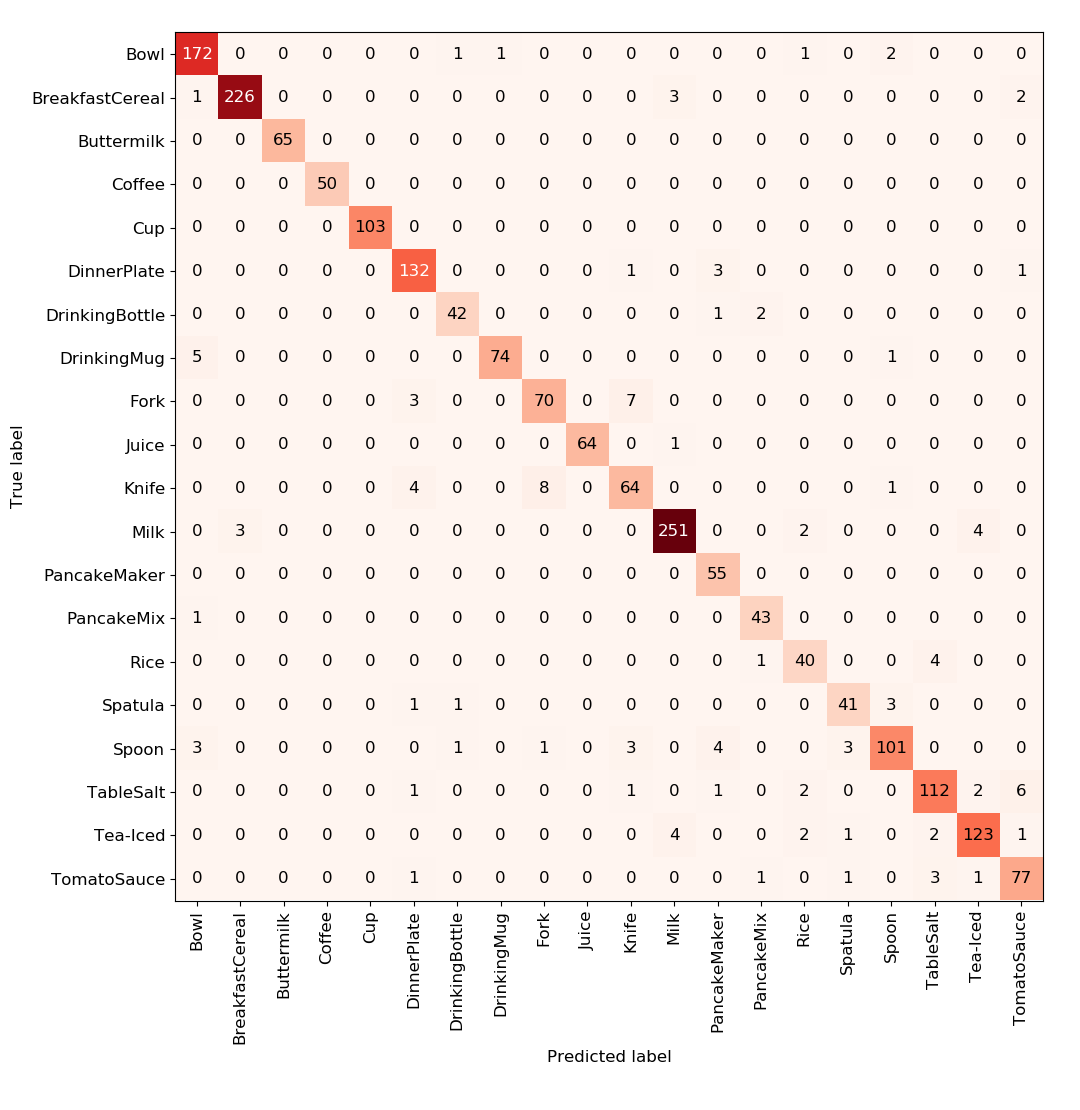 Bowl 172 0 0 0 0 0 1 1 0 0 0 0 0 0 1 0 2 0 0 0
BreakfastCereal 1 226 0 0 0 0 0 0 0 0 0 3 0 0 0 0 0 0 0 2
Buttermilk 0 0 65 0 0 0 0 0 0 0 0 0 0 0 0 0 0 0 0 0
Coffee 0 0 0 50 0 0 0 0 0 0 0 0 0 0 0 0 0 0 0 0
Cup 0 0 0 0 103 0 0 0 0 0 0 0 0 0 0 0 0 0 0 0
DinnerPlate 0 0 0 0 0 132 0 0 0 0 1 0 3 0 0 0 0 0 0 1
DrinkingBottle 0 0 0 0 0 0 42 0 0 0 0 0 1 2 0 0 0 0 0 0
DrinkingMug 5 0 0 0 0 0 0 74 0 0 0 0 0 0 0 0 1 0 0 0
Fork 0 0 0 0 0 3 0 0 70 0 7 0 0 0 0 0 0 0 0 0
Juice 0 0 0 0 0 0 0 0 0 64 0 1 0 0 0 0 0 0 0 0
Knife 0 0 0 0 0 4 0 0 8 0 64 0 0 0 0 0 1 0 0 0
Milk 0 3 0 0 0 0 0 0 0 0 0 251 0 0 2 0 0 0 4 0
PancakeMaker 0 0 0 0 0 0 0 0 0 0 0 0 55 0 0 0 0 0 0 0
PancakeMix 1 0 0 0 0 0 0 0 0 0 0 0 0 43 0 0 0 0 0 0
Rice 0 0 0 0 0 0 0 0 0 0 0 0 0 1 40 0 0 4 0 0
Spatula 0 0 0 0 0 1 1 0 0 0 0 0 0 0 0 41 3 0 0 0
Spoon 3 0 0 0 0 0 1 0 1 0 3 0 4 0 0 3 101 0 0 0
TableSalt 0 0 0 0 0 1 0 0 0 0 1 0 1 0 2 0 0 112 2 6
Tea-Iced 0 0 0 0 0 0 0 0 0 0 0 4 0 0 2 1 0 2 123 1
TomatoSauce 0 0 0 0 0 1 0 0 0 0 0 0 0 1 0 1 0 3 1 77
True label
Bowl
BreakfastCereal
Buttermilk
Coffee
Cup
DinnerPlate
DrinkingBottle
DrinkingMug
Fork
Juice
Knife
Milk
PancakeMaker
PancakeMix
Rice
Spatula
Spoon
TableSalt
Tea-Iced
TomatoSauce
Predicted label